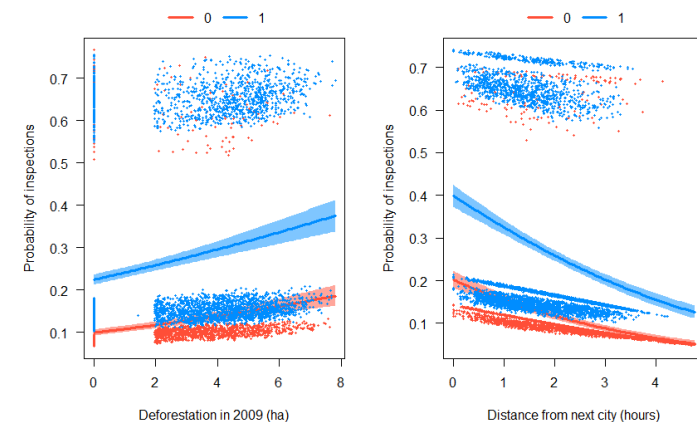 0 1
0 1
Probability of inspections
0.7
0.6
0.5
0.4
0.3
0.2
0.1
0 2 4 6 8
Deforestation in 2009 (ha)
Probability of inspections
0.7
0.6
0.5
0.4
0.3
0.2
0.1
0 1 2 3 4
Distance from next city (hours)